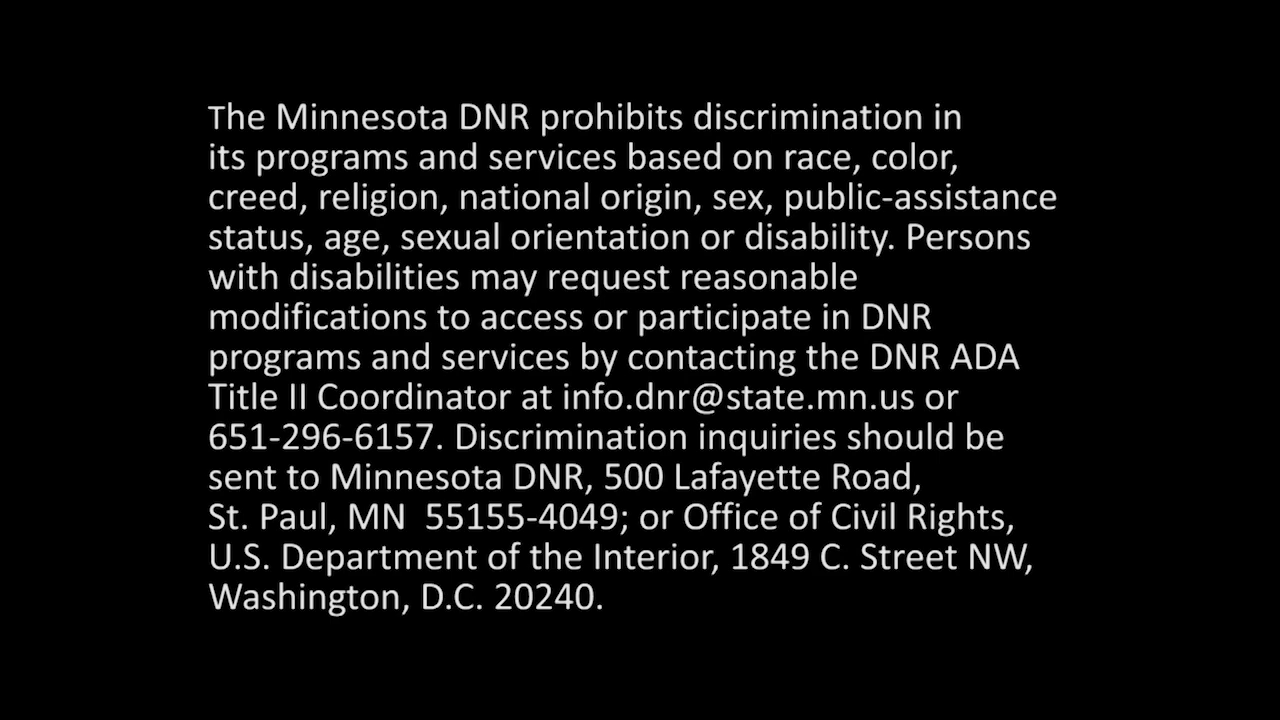 The Minnesota DNR prohibits discrimination in
its programs and services based on race, color,
creed, religion, national origin, sex, public-assistance
status, age, sexual orientation or disability. Persons
with disabilities may request reasonable
modifications to access or participate in DNR
programs and services by contacting the DNR ADA
Title II Coordinator at info.dnr@state.mn.us or
651-296-6157. Discrimination inquiries should be
sent to Minnesota DNR, 500 Lafayette Road,
St. Paul, MN  55155-4049; or Office of Civil Rights,
U.S. Department of the Interior, 1849 C. Street NW,
Washington, D.C. 20240.